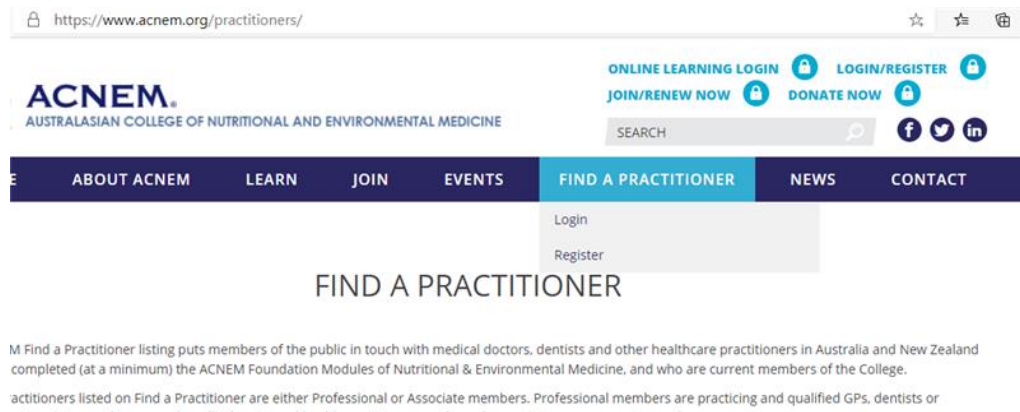 https://www.acnem.org/practitioners/
ONLINE LEARNING LOGIN LOGIN/REGISTER
JOIN/RENEW NOW DONATE NOW
ACNEM.
AUSTRALASIAN COLLEGE OF NUTRITIONAL AND ENVIRONMENTAL MEDICINE
SEARCH
E ABOUT ACNEM LEARN JOIN EVENTS FIND A PRACTITIONER NEWS CONTACT
Login
Register
FIND A PRACTITIONER
M Find a Practitioner listing puts members of the public in touch with medical doctors, dentists and other healthcare practitioners in Australia and New Zealand
completed (at a minimum) the ACNEM Foundation Modules of Nutritional & Environmental Medicine, and who are current members of the College.
actitioners listed on Find a Practitioner are either Professional or Associate members. Professional members are practicing and qualified GPs, dentists or